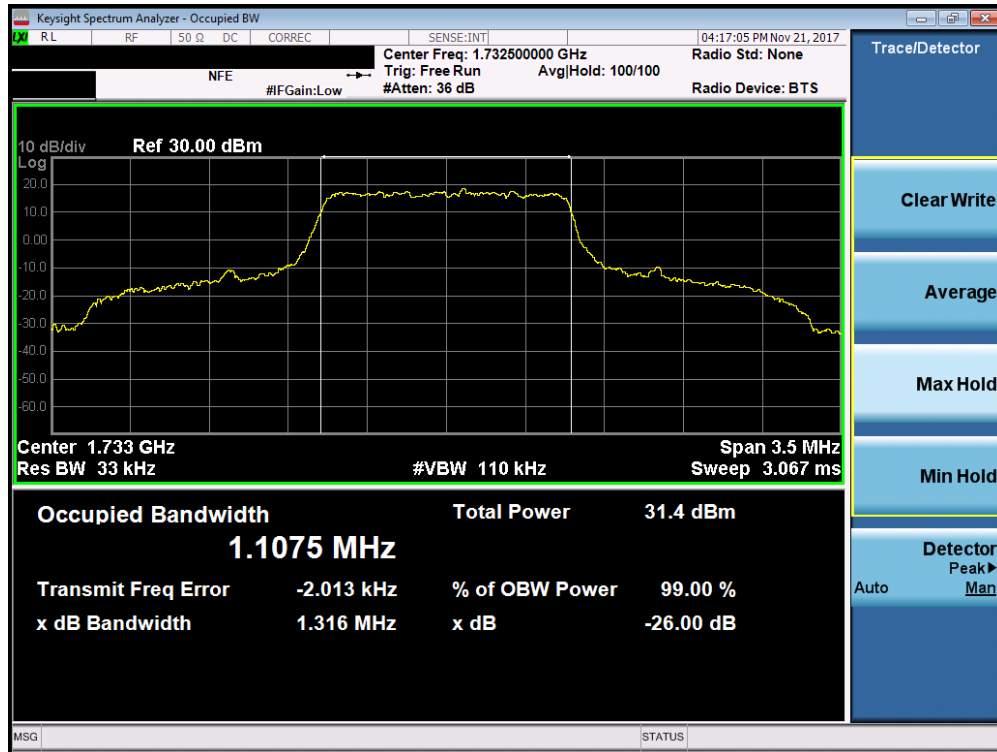 Keysight Spectrum Analyzer - Occupied BW
LXI RL RF 50 Ω DC CORREC SENSE:INT 04:17:05 PM Nov 21, 2017
Trace/Detector
Center Freq: 1.732500000 GHz Radio Std: None
NFE Trig: Free Run Avg|Hold: 100/100
#IFGain:Low #Atten: 36 dB Radio Device: BTS
10 dB/div Ref 30.00 dBm
Log
20.0
10.0
0.00
-10.0
-20.0
-30.0
-40.0
-50.0
-60.0
Center 1.733 GHz Span 3.5 MHz
Res BW 33 kHz #VBW 110 kHz Sweep 3.067 ms
Occupied Bandwidth Total Power 31.4 dBm
1.1075 MHz
Transmit Freq Error -2.013 kHz % of OBW Power 99.00 %
x dB Bandwidth 1.316 MHz x dB -26.00 dB
Clear Write
Average
Max Hold
Min Hold
Detector
Peak▶
Auto Man
MSG STATUS